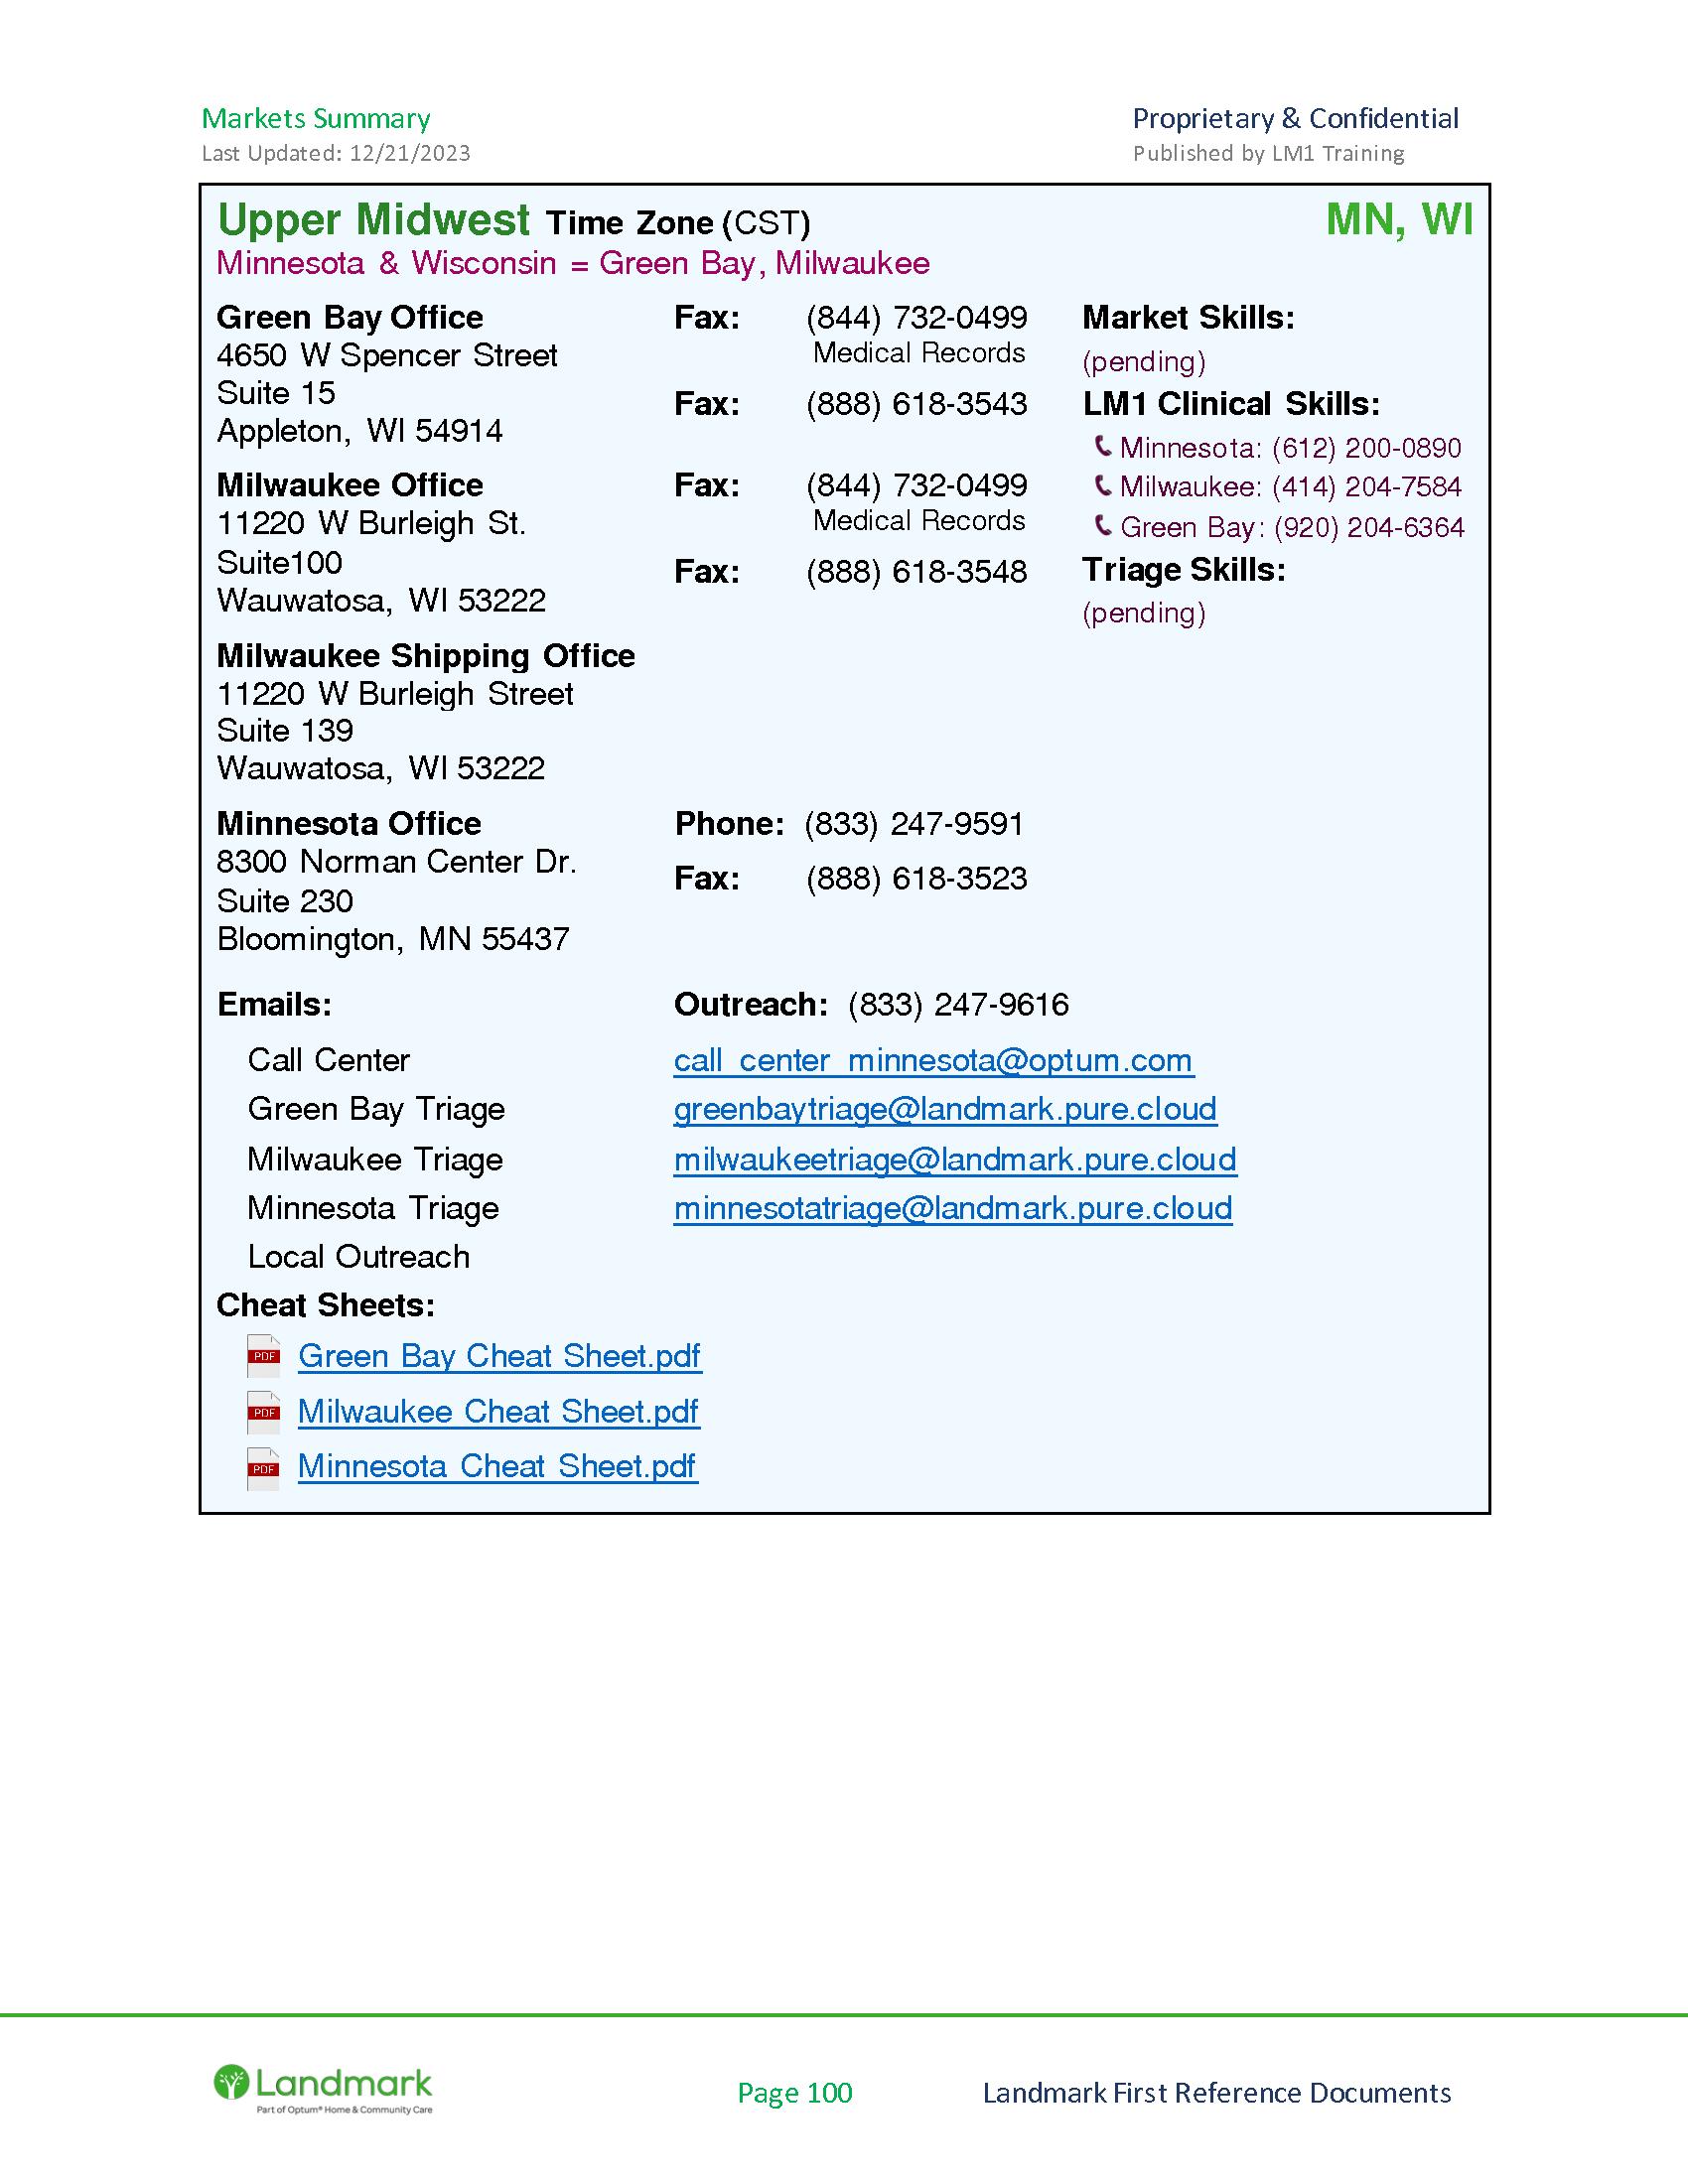 Markets Summary
Proprietary & Confidential
Last Updated: 12/21/2023
Published by LM1 Training
Upper Midwest Time Zone (CST)
MN, WI
Minnesota & Wisconsin = Green Bay, Milwaukee
Green Bay Office
4650 W Spencer Street
Suite 15
Appleton, WI 54914
Fax: (844) 732-0499
Medical Records
Fax: (888) 618-3543
Milwaukee Office
11220 W Burleigh St.
Suite100
Wauwatosa, WI 53222
Fax: (844) 732-0499
Medical Records
Fax: (888) 618-3548
Market Skills:
(pending)
LM1 Clinical Skills:
Minnesota: (612) 200-0890
Milwaukee: (414) 204-7584
Green Bay: (920) 204-6364
Triage Skills:
(pending)
Milwaukee Shipping Office
11220 W Burleigh Street
Suite 139
Wauwatosa, WI 53222
Minnesota Office
8300 Norman Center Dr.
Suite 230
Bloomington, MN 55437
Phone: (833) 247-9591
Fax: (888) 618-3523
Emails:
Outreach: (833) 247-9616
Call Center call_center_minnesota@optum.com
Green Bay Triage greenbaytriage@landmark.pure.cloud
Milwaukee Triage milwaukeetriage@landmark.pure.cloud
Minnesota Triage minnesotatriage@landmark.pure.cloud
Local Outreach
Cheat Sheets:
PDF Green Bay Cheat Sheet.pdf
PDF Milwaukee Cheat Sheet.pdf
PDF Minnesota Cheat Sheet.pdf
Landmark
Part of Optum® Home & Community Care
Page 100
Landmark First Reference Documents